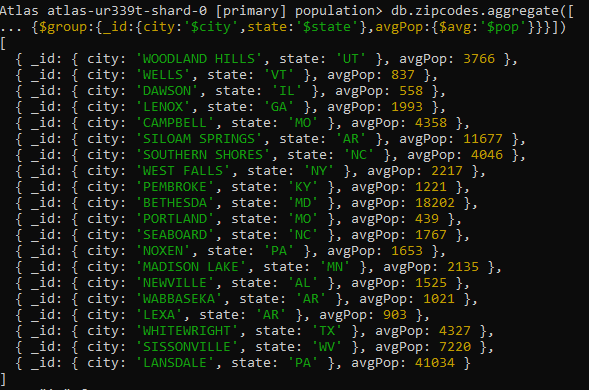 Atlas atlas-ur339t-shard-0 [primary] population> db.zipcodes.aggregate([
... {$group:{_id:{city:'$city',state:'$state'},avgPop:{$avg:'$pop'}}}])
[
  { _id: { city: 'WOODLAND HILLS', state: 'UT' }, avgPop: 3766 },
  { _id: { city: 'WELLS', state: 'VT' }, avgPop: 837 },
  { _id: { city: 'DAWSON', state: 'IL' }, avgPop: 558 },
  { _id: { city: 'LENOX', state: 'GA' }, avgPop: 1993 },
  { _id: { city: 'CAMPBELL', state: 'MO' }, avgPop: 4358 },
  { _id: { city: 'SILOAM SPRINGS', state: 'AR' }, avgPop: 11677 },
  { _id: { city: 'SOUTHERN SHORES', state: 'NC' }, avgPop: 4046 },
  { _id: { city: 'WEST FALLS', state: 'NY' }, avgPop: 2217 },
  { _id: { city: 'PEMBROKE', state: 'KY' }, avgPop: 1221 },
  { _id: { city: 'BETHESDA', state: 'MD' }, avgPop: 18202 },
  { _id: { city: 'PORTLAND', state: 'MO' }, avgPop: 439 },
  { _id: { city: 'SEABOARD', state: 'NC' }, avgPop: 1767 },
  { _id: { city: 'NOXEN', state: 'PA' }, avgPop: 1653 },
  { _id: { city: 'MADISON LAKE', state: 'MN' }, avgPop: 2135 },
  { _id: { city: 'NEWVILLE', state: 'AL' }, avgPop: 1525 },
  { _id: { city: 'WABBASEKA', state: 'AR' }, avgPop: 1021 },
  { _id: { city: 'LEXA', state: 'AR' }, avgPop: 903 },
  { _id: { city: 'WHITEWRIGHT', state: 'TX' }, avgPop: 4327 },
  { _id: { city: 'SISSONVILLE', state: 'WV' }, avgPop: 7220 },
  { _id: { city: 'LANSDALE', state: 'PA' }, avgPop: 41034 }
]